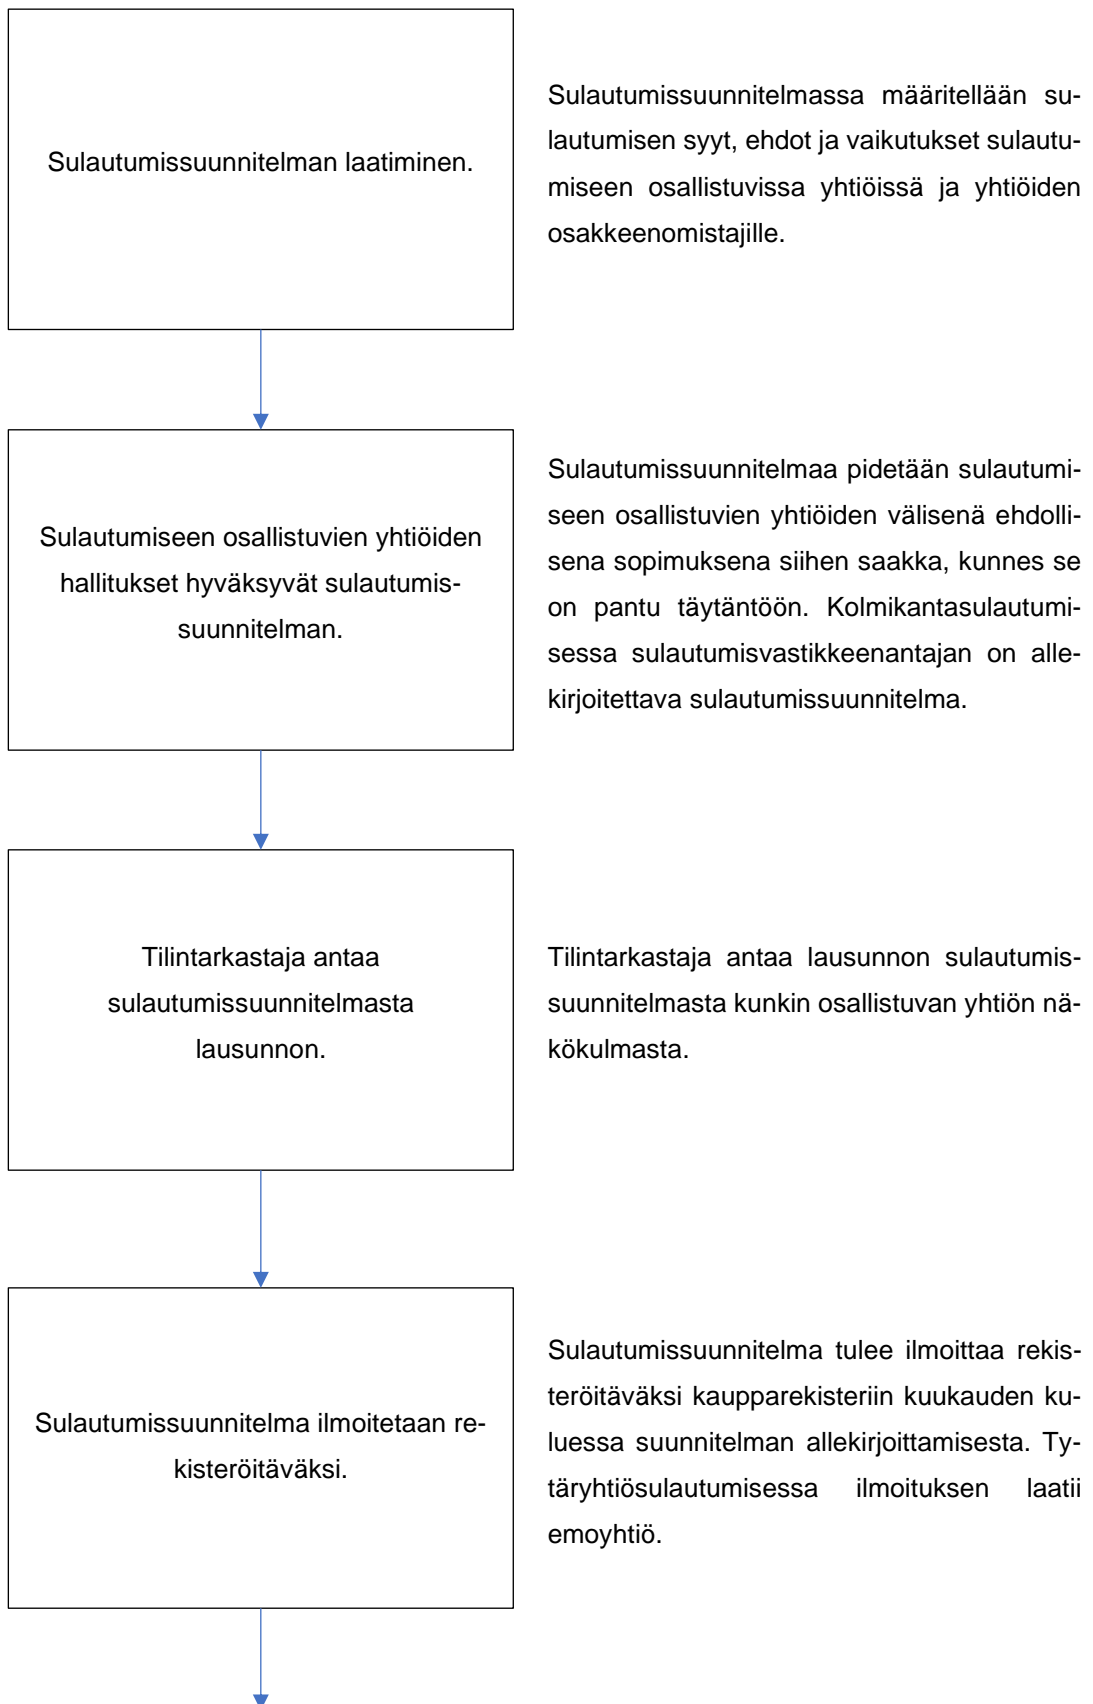 Sulautumissuunnitelman laatiminen.
Sulautumissuunnitelmassa määritellään su-
lautumisen syyt, ehdot ja vaikutukset sulautu-
miseen osallistuvissa yhtiöissä ja yhtiöiden
osakkeenomistajille.
Sulautumiseen osallistuvien yhtiöiden
hallitukset hyväksyvät sulautumis-
suunnitelman.
Sulautumissuunnitelmaa pidetään sulautumi-
seen osallistuvien yhtiöiden välisenä ehdolli-
sena sopimuksena siihen saakka, kunnes se
on pantu täytäntöön. Kolmikantasulautumi-
sessa sulautumisvastikkeenantajan on alle-
kirjoitettava sulautumissuunnitelma.
Tilintarkastaja antaa
sulautumissuunnitelmasta
lausunnon.
Tilintarkastaja antaa lausunnon sulautumis-
suunnitelmasta kunkin osallistuvan yhtiön nä-
kökulmasta.
Sulautumissuunnitelma ilmoitetaan re-
kisteröitäväksi.
Sulautumissuunnitelma tulee ilmoittaa rekis-
teröitäväksi kaupparekisteriin kuukauden ku-
luessa suunnitelman allekirjoittamisesta. Ty-
täryhtiösulautumisessa ilmoituksen laatii
emoyhtiö.